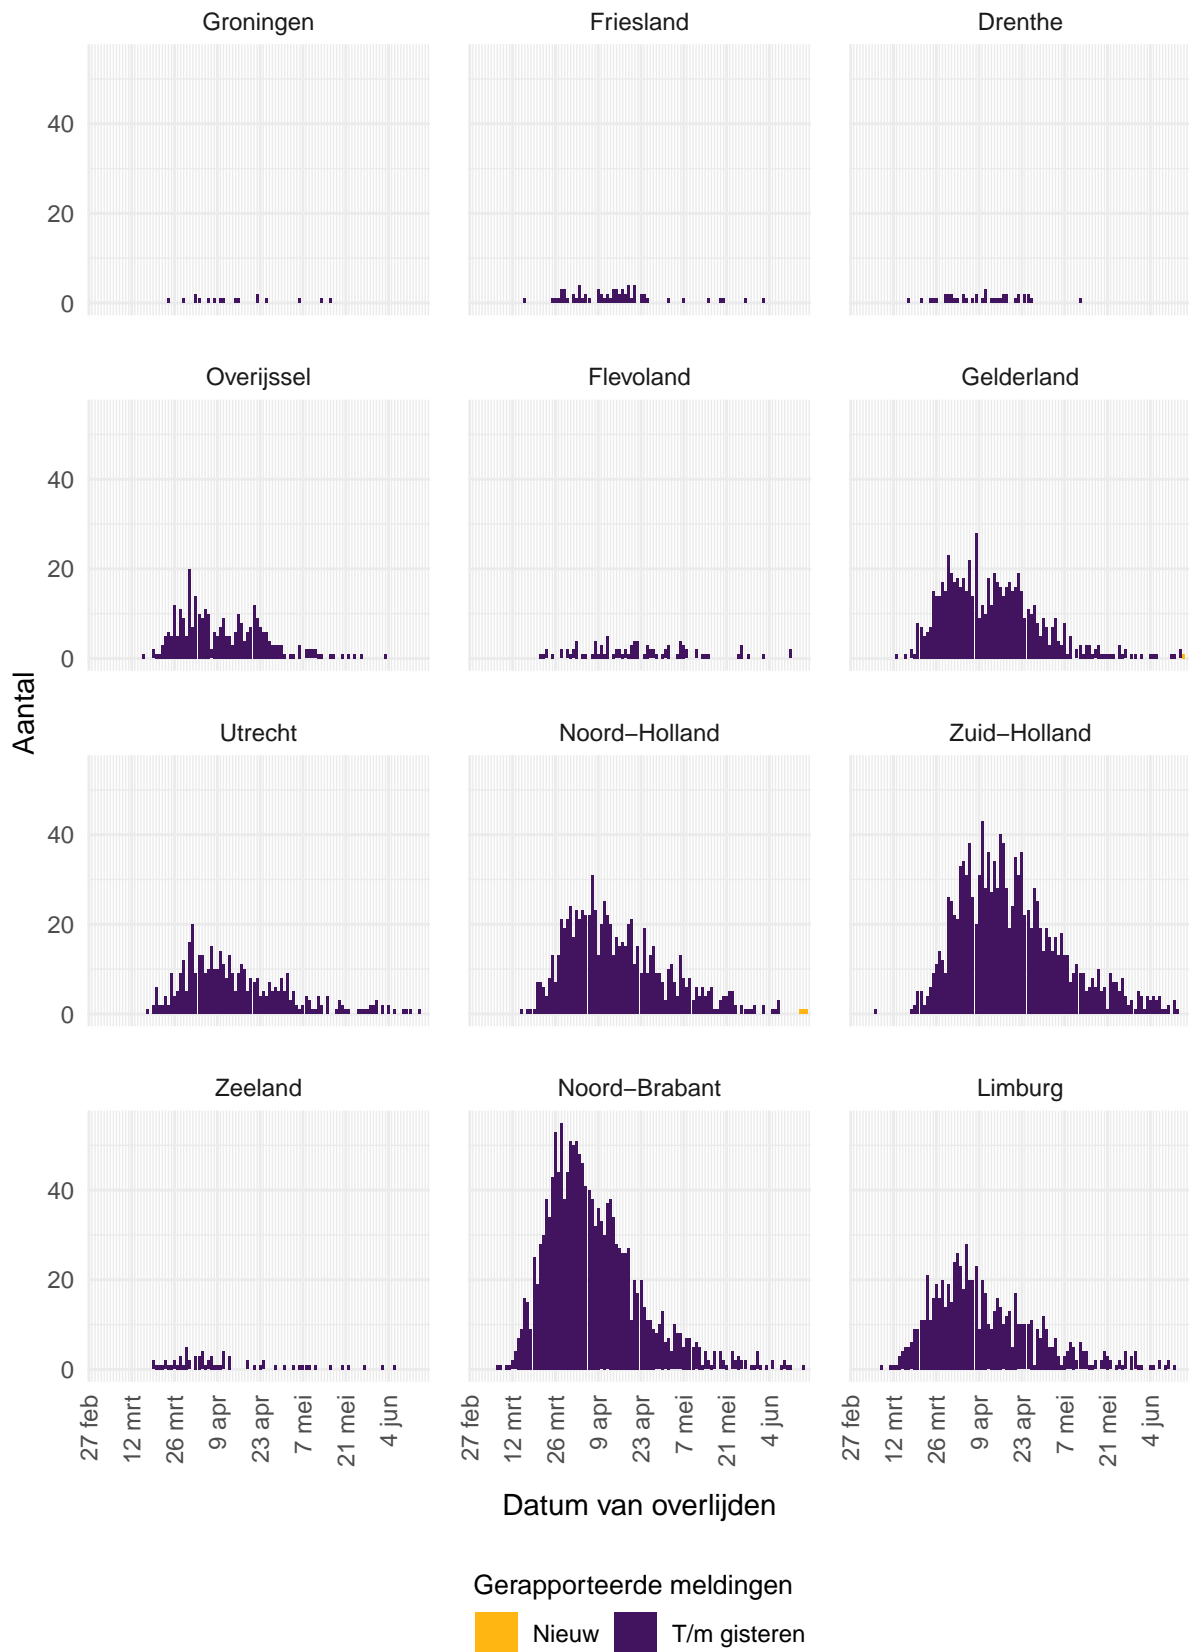 Groningen Friesland Drenthe
40
20
0
Overijssel Flevoland Gelderland
40
20
0
Aantal
Utrecht Noord−Holland Zuid−Holland
40
20
0
Zeeland Noord−Brabant Limburg
40
20
0
27 feb 12 mrt 26 mrt 9 apr 23 apr 7 mei 21 mei 4 jun 27 feb 12 mrt 26 mrt 9 apr 23 apr 7 mei 21 mei 4 jun 27 feb 12 mrt 26 mrt 9 apr 23 apr 7 mei 21 mei 4 jun
Datum van overlijden
Gerapporteerde meldingen
Nieuw T/m gisteren